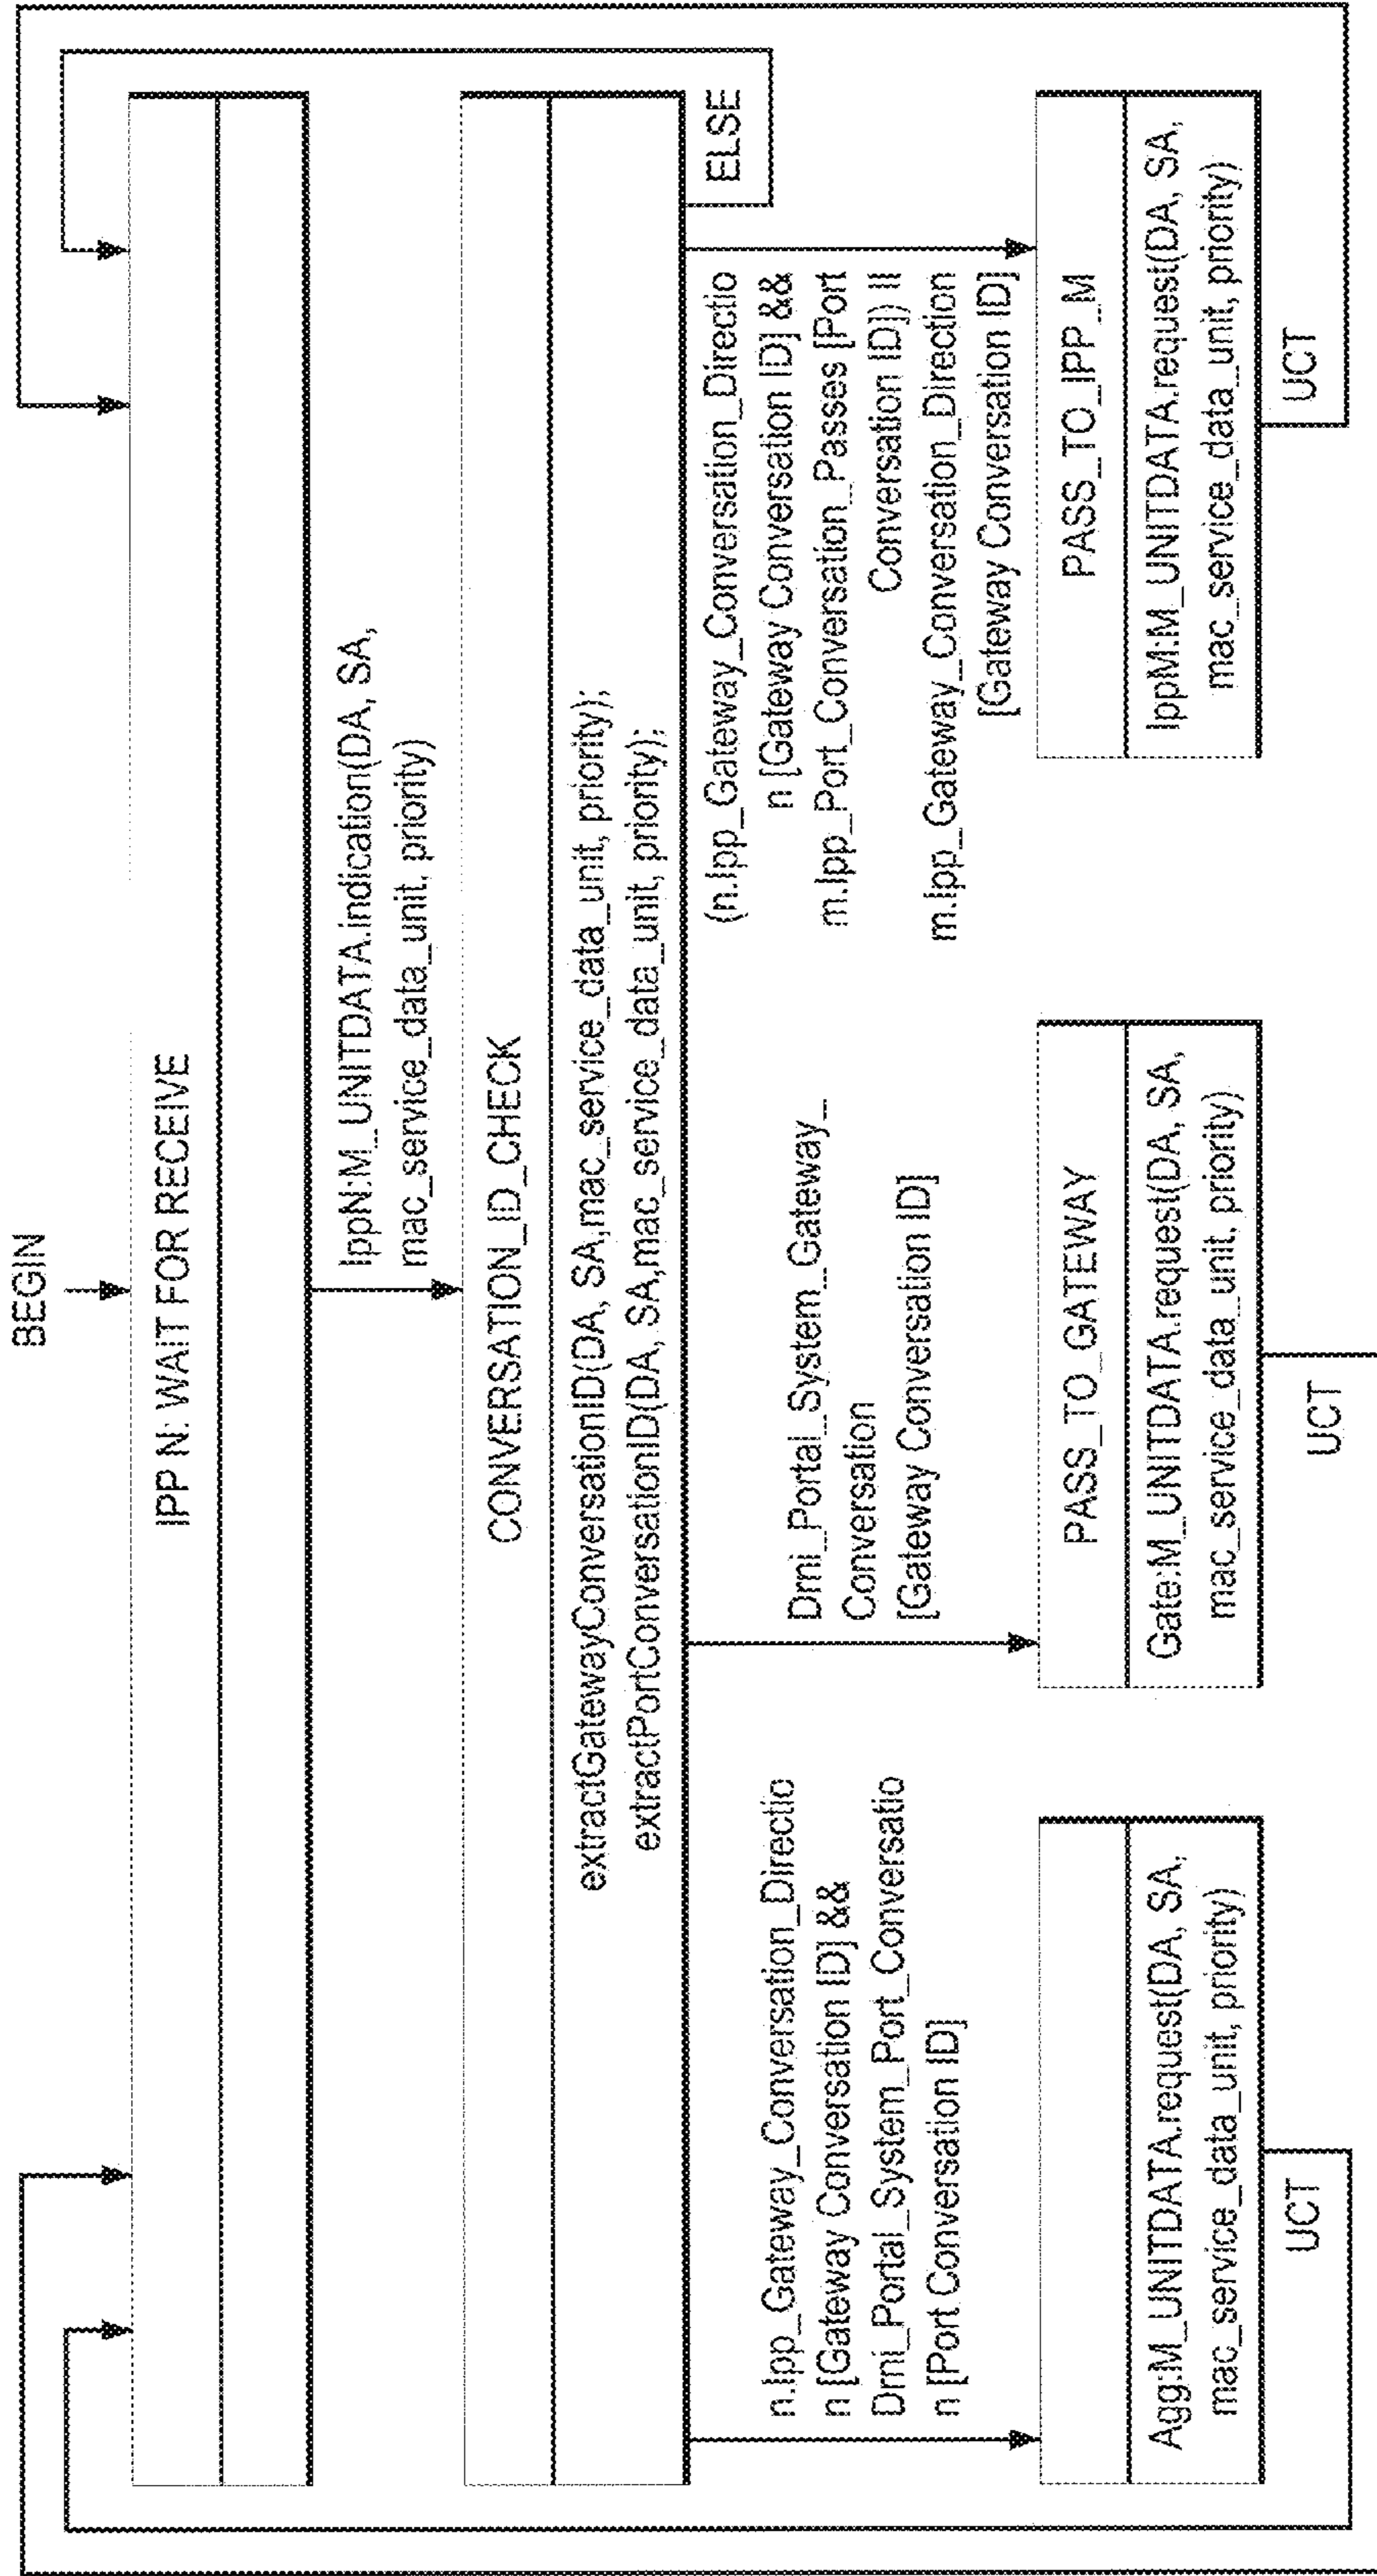 BEGIN
IPP N: WAIT FOR RECEIVE
IppN:M_UNITDATA.indication(DA, SA,
mac_service_data_unit, priority)
CONVERSATION_ID_CHECK
extractGatewayConversationID(DA, SA,mac_service_data_unit, priority);
extractPortConversationID(DA, SA,mac_service_data_unit, priority);
ELSE
n.Ipp_Gateway_Conversation_Directio
n [Gateway Conversation ID] &&
Drni_Portal_System_Port_Conversatio
n [Port Conversation ID]
Drni_Portal_System_Gateway_
Conversation
[Gateway Conversation ID]
(n.Ipp_Gateway_Conversation_Directio
n [Gateway Conversation ID] &&
m.Ipp_Port_Conversation_Passes [Port
Conversation ID]) ||
m.Ipp_Gateway_Conversation_Direction
[Gateway Conversation ID]
Agg:M_UNITDATA.request(DA, SA,
mac_service_data_unit, priority)
UCT
PASS_TO_GATEWAY
Gate:M_UNITDATA.request(DA, SA,
mac_service_data_unit, priority)
UCT
PASS_TO_IPP_M
IppM:M_UNITDATA.request(DA, SA,
mac_service_data_unit, priority)
UCT